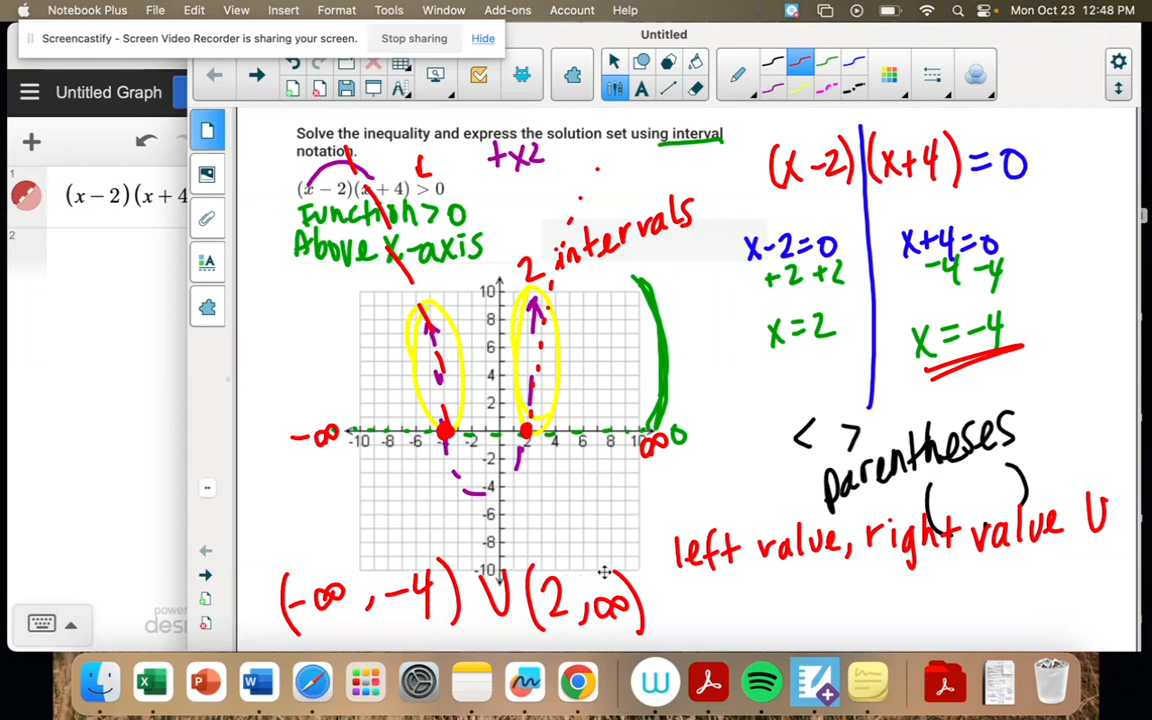 Notebook Plus File Edit View Insert Format Tools Window Add-ons Account Help Mon Oct 23 12:48 PM
Screencastify - Screen Video Recorder is sharing your screen. Stop sharing Hide
Untitled
Untitled Graph
1
(x − 2)(x + 4
2
Solve the inequality and express the solution set using interval
notation.
+x2
(x − 2)(x + 4) > 0
Function > 0
Above x-axis
2 intervals
(x-2)(x+4)=0
x-2=0
+2 +2
x=2
x+4=0
-4 -4
x=-4
10
8
6
4
2
-∞
-10 -8 -6 -4 -2 2 4 6 8 10
∞
-2
-4
-6
-8
-10
< >
parentheses
( )
left value, right value U
(-∞, -4) U (2, ∞)